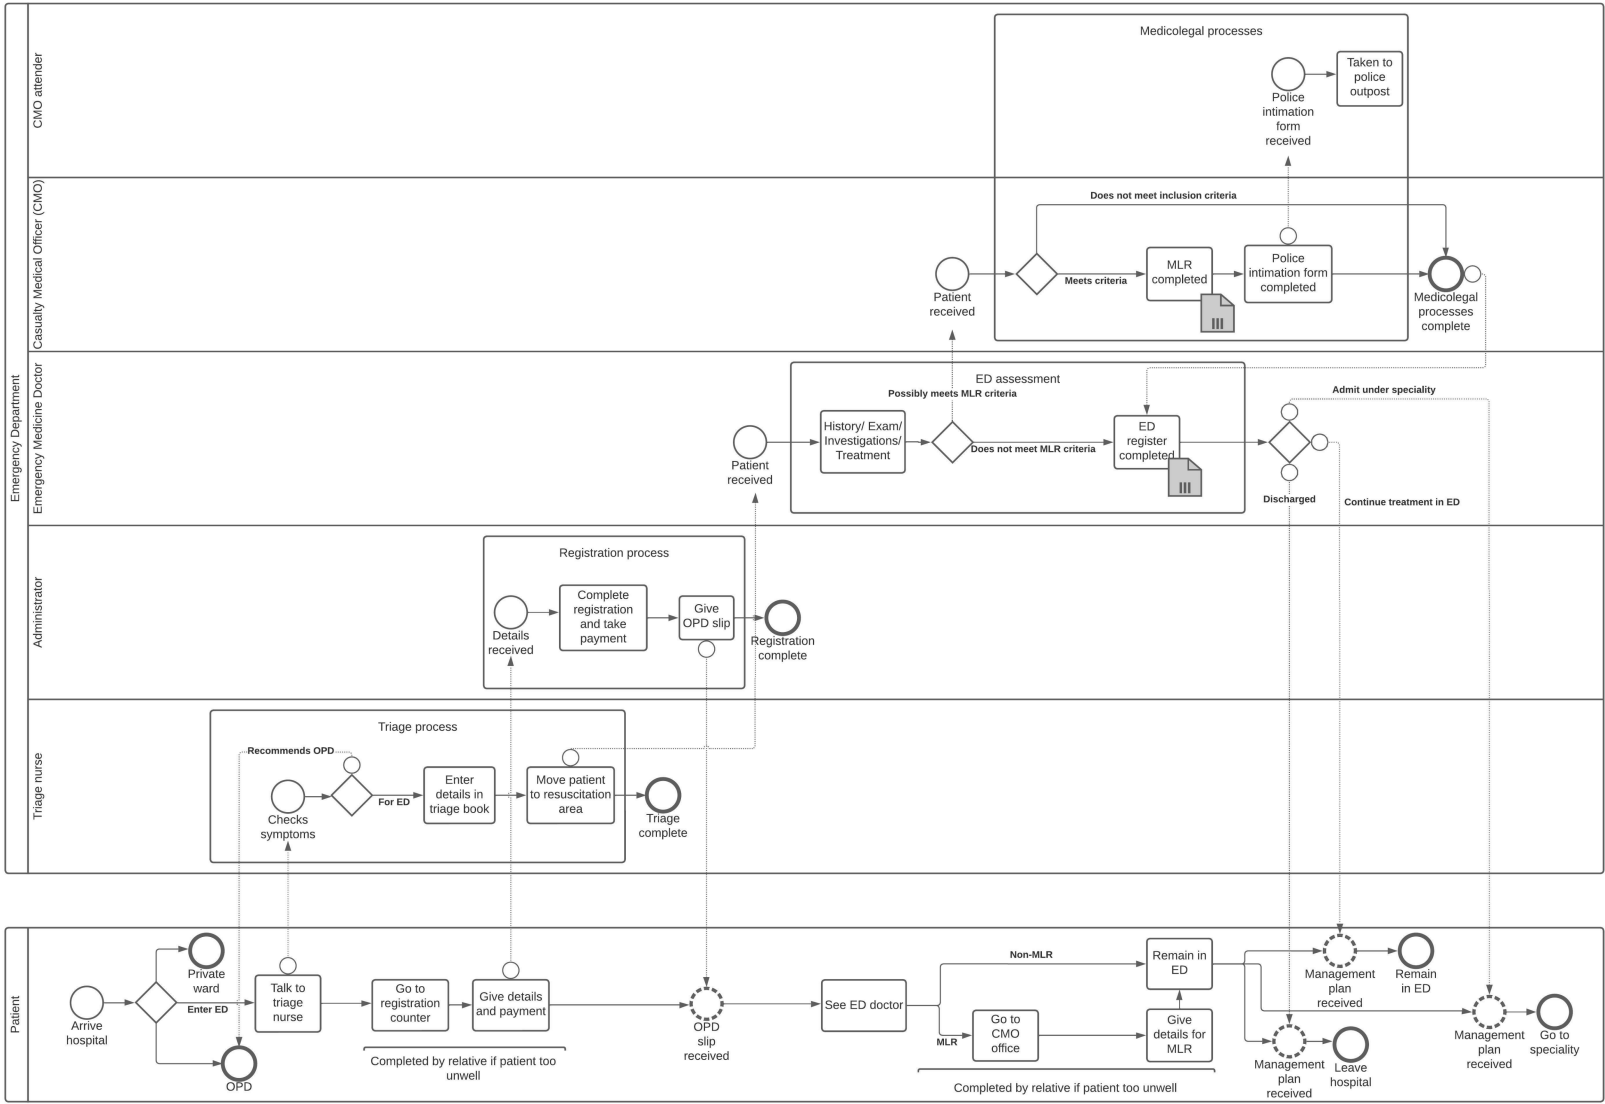 Emergency Department
CMO attender
Medicolegal processes
Taken to
police
outpost
Police
intimation
form
received
Casualty Medical Officer (CMO)
Does not meet inclusion criteria
Patient
received
Meets criteria
MLR
completed
Police
intimation form
completed
Medicolegal
processes
complete
Emergency Medicine Doctor
ED assessment
Possibly meets MLR criteria
Patient
received
History/ Exam/
Investigations/
Treatment
Does not meet MLR criteria
ED
register
completed
Admit under speciality
Discharged
Continue treatment in ED
Administrator
Registration process
Details
received
Complete
registration
and take
payment
Give
OPD slip
Registration
complete
Triage nurse
Triage process
Recommends OPD
Checks
symptoms
For ED
Enter
details in
triage book
Move patient
to resuscitation
area
Triage
complete
Patient
Arrive
hospital
Private
ward
Enter ED
OPD
Talk to
triage
nurse
Go to
registration
counter
Give details
and payment
Completed by relative if patient too
unwell
OPD
slip
received
See ED doctor
Non-MLR
MLR
Go to
CMO
office
Remain in
ED
Give
details for
MLR
Completed by relative if patient too unwell
Management
plan
received
Remain
in ED
Management
plan
received
Leave
hospital
Management
plan
received
Go to
speciality